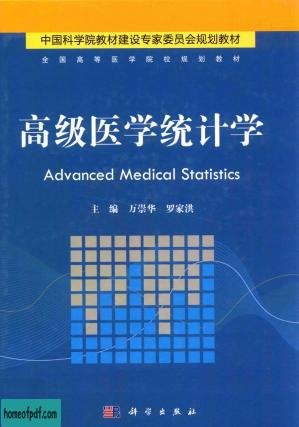 中国科学院教材建设专家委员会规划教材
全国高等医学院校规划教材
高级医学统计学
Advanced Medical Statistics
主编 万崇华 罗家洪
科学出版社
homeofpdf.com